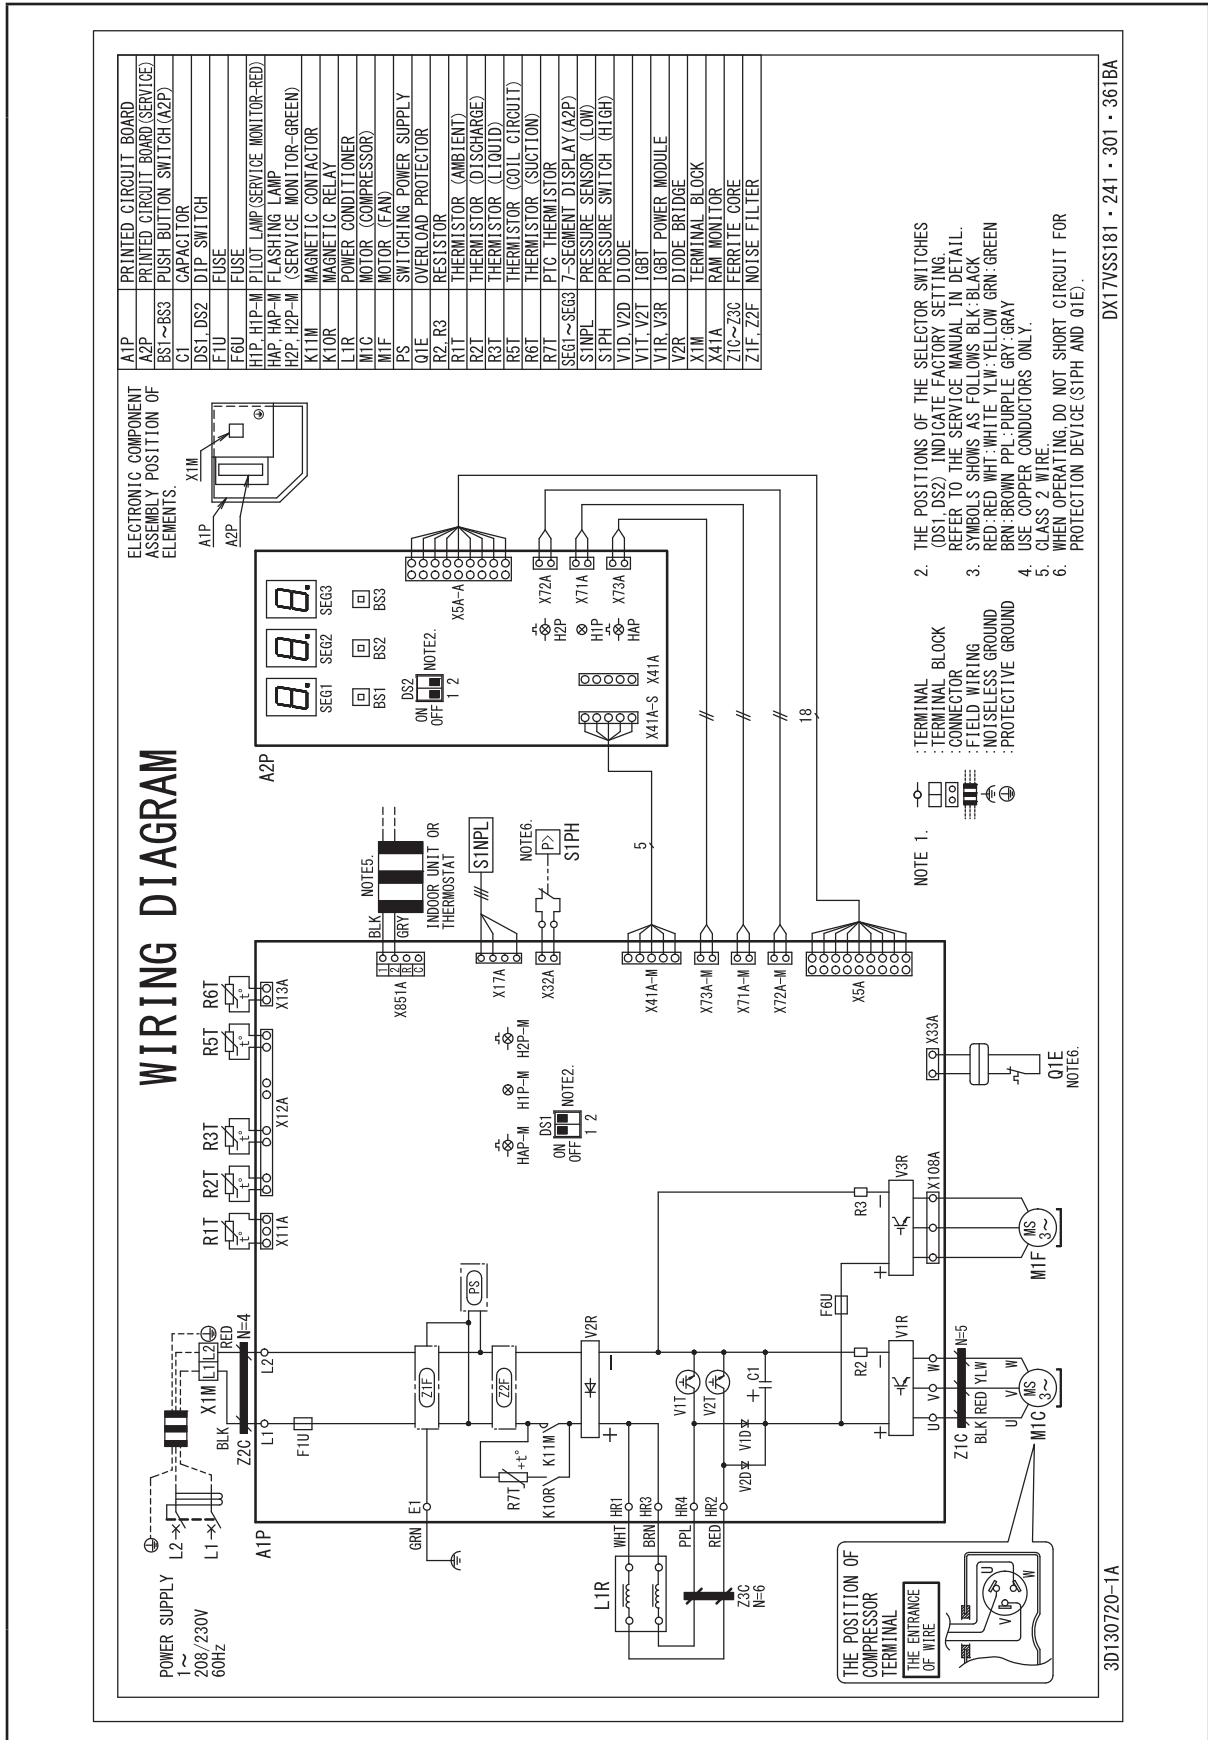 WIRING DIAGRAM
POWER SUPPLY
1~
208/230V
60Hz
L2
L1
X1M
L1 L2
BLK
RED
Z2C
N=4
A1P
L1
L2
F1U
R1T
t°
X11A
R2T
t°
R3T
t°
X12A
R5T
t°
R6T
t°
X13A
GRN
E1
Z1F
PS
Z2F
R7T
+t°
K11M
K10R
V2R
+
−
HAP-M
H1P-M
H2P-M
DS1
ON
OFF
1 2
NOTE2.
X851A
1
2
R
C
BLK
GRY
NOTE5.
INDOOR UNIT OR
THERMOSTAT
X17A
S1NPL
X32A
NOTE6.
P>
S1PH
L1R
WHT
HR1
BRN
HR3
PPL
HR4
RED
HR2
Z3C
N=6
V1T
V2T
V1D
V2D
+
C1
X41A-M
5
X73A-M
X71A-M
X72A-M
X5A
18
F6U
R2
R3
V1R
+
−
V3R
+
−
X108A
X33A
U V W
Z1C
N=5
BLK RED YLW
U V W
MS
3~
M1C
MS
3~
M1F
Q1E
NOTE6.
THE POSITION OF
COMPRESSOR
TERMINAL
THE ENTRANCE
OF WIRE
U
V
W
A2P
SEG1
SEG2
SEG3
BS1
BS2
BS3
DS2
ON
OFF
1 2
NOTE2.
X5A-A
H2P
H1P
HAP
X72A
X71A
X73A
X41A-S
X41A
ELECTRONIC COMPONENT
ASSEMBLY POSITION OF
ELEMENTS.
A1P
A2P
X1M
A1P PRINTED CIRCUIT BOARD
A2P PRINTED CIRCUIT BOARD(SERVICE)
BS1~BS3 PUSH BUTTON SWITCH(A2P)
C1 CAPACITOR
DS1,DS2 DIP SWITCH
F1U FUSE
F6U FUSE
H1P,H1P-M PILOT LAMP(SERVICE MONITOR-RED)
HAP,HAP-M FLASHING LAMP
H2P,H2P-M (SERVICE MONITOR-GREEN)
K11M MAGNETIC CONTACTOR
K10R MAGNETIC RELAY
L1R POWER CONDITIONER
M1C MOTOR (COMPRESSOR)
M1F MOTOR (FAN)
PS SWITCHING POWER SUPPLY
Q1E OVERLOAD PROTECTOR
R2,R3 RESISTOR
R1T THERMISTOR (AMBIENT)
R2T THERMISTOR (DISCHARGE)
R3T THERMISTOR (LIQUID)
R5T THERMISTOR (COIL CIRCUIT)
R6T THERMISTOR (SUCTION)
R7T PTC THERMISTOR
SEG1~SEG3 7-SEGMENT DISPLAY(A2P)
S1NPL PRESSURE SENSOR (LOW)
S1PH PRESSURE SWITCH (HIGH)
V1D,V2D DIODE
V1T,V2T IGBT
V1R,V3R IGBT POWER MODULE
V2R DIODE BRIDGE
X1M TERMINAL BLOCK
X41A RAM MONITOR
Z1C~Z3C FERRITE CORE
Z1F,Z2F NOISE FILTER
NOTE 1.
:TERMINAL
:TERMINAL BLOCK
:CONNECTOR
:FIELD WIRING
:NOISELESS GROUND
:PROTECTIVE GROUND
2. THE POSITIONS OF THE SELECTOR SWITCHES
(DS1,DS2) INDICATE FACTORY SETTING.
REFER TO THE SERVICE MANUAL IN DETAIL.
3. SYMBOLS SHOWS AS FOLLOWS BLK:BLACK
RED:RED WHT:WHITE YLW:YELLOW GRN:GREEN
BRN:BROWN PPL:PURPLE GRY:GRAY
4. USE COPPER CONDUCTORS ONLY.
5. CLASS 2 WIRE.
6. WHEN OPERATING,DO NOT SHORT CIRCUIT FOR
PROTECTION DEVICE(S1PH AND Q1E).
3D130720-1A
DX17VSS181・241・301・361BA